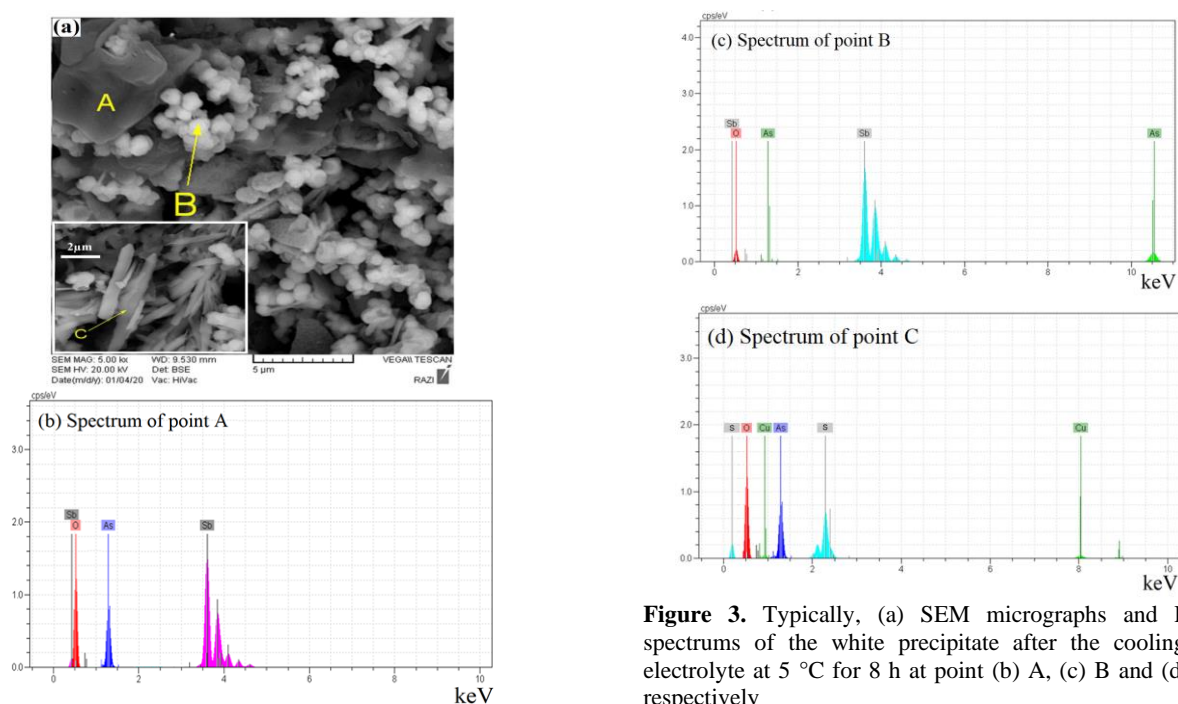 (a)
A
B
2µm
C
SEM MAG: 5.00 kx WD: 9.530 mm
SEM HV: 20.00 kV Det: BSE
Date(m/d/y): 01/04/20 Vac: HiVac
5 µm
VEGA\\ TESCAN
RAZI
cps/eV
(b) Spectrum of point A
3.0
2.0
1.0
0.0
Sb
O
As
Sb
0 2 4 6 8 10
keV
cps/eV
(c) Spectrum of point B
4.0
3.0
2.0
1.0
0.0
Sb
O
As
Sb
As
0 2 4 6 8 10
keV
cps/eV
(d) Spectrum of point C
3.0
2.0
1.0
0.0
S
O
Cu
As
S
Cu
0 2 4 6 8 10
keV
Figure 3. Typically, (a) SEM micrographs and
spectrums of the white precipitate after the cooling
electrolyte at 5 °C for 8 h at point (b) A, (c) B and (d
respectively